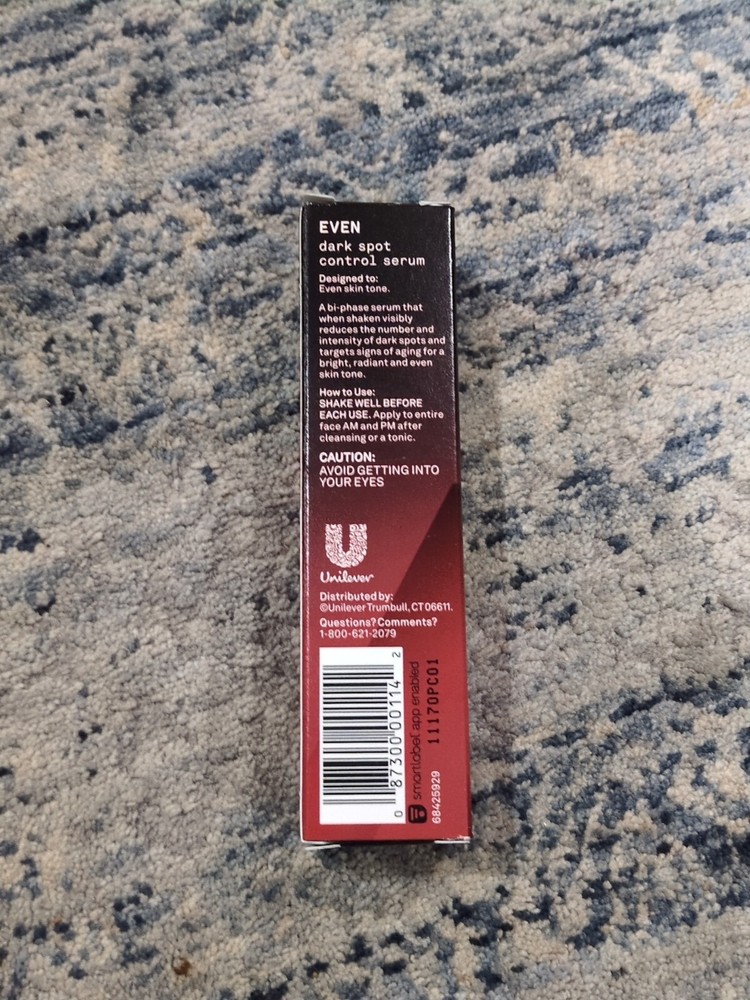 EVEN
dark spot
control serum
Designed to:
Even skin tone.
A bi-phase serum that
when shaken visibly
reduces the number and
intensity of dark spots and
targets signs of aging for a
bright, radiant and even
skin tone.
How to Use:
SHAKE WELL BEFORE
EACH USE. Apply to entire
face AM and PM after
cleansing or a tonic.
CAUTION:
AVOID GETTING INTO
YOUR EYES
Unilever
Distributed by:
©Unilever Trumbull, CT 06611.
Questions? Comments?
1-800-621-2079
0 87300 00114 2
smartlabel app enabled
11170PC01
68425929